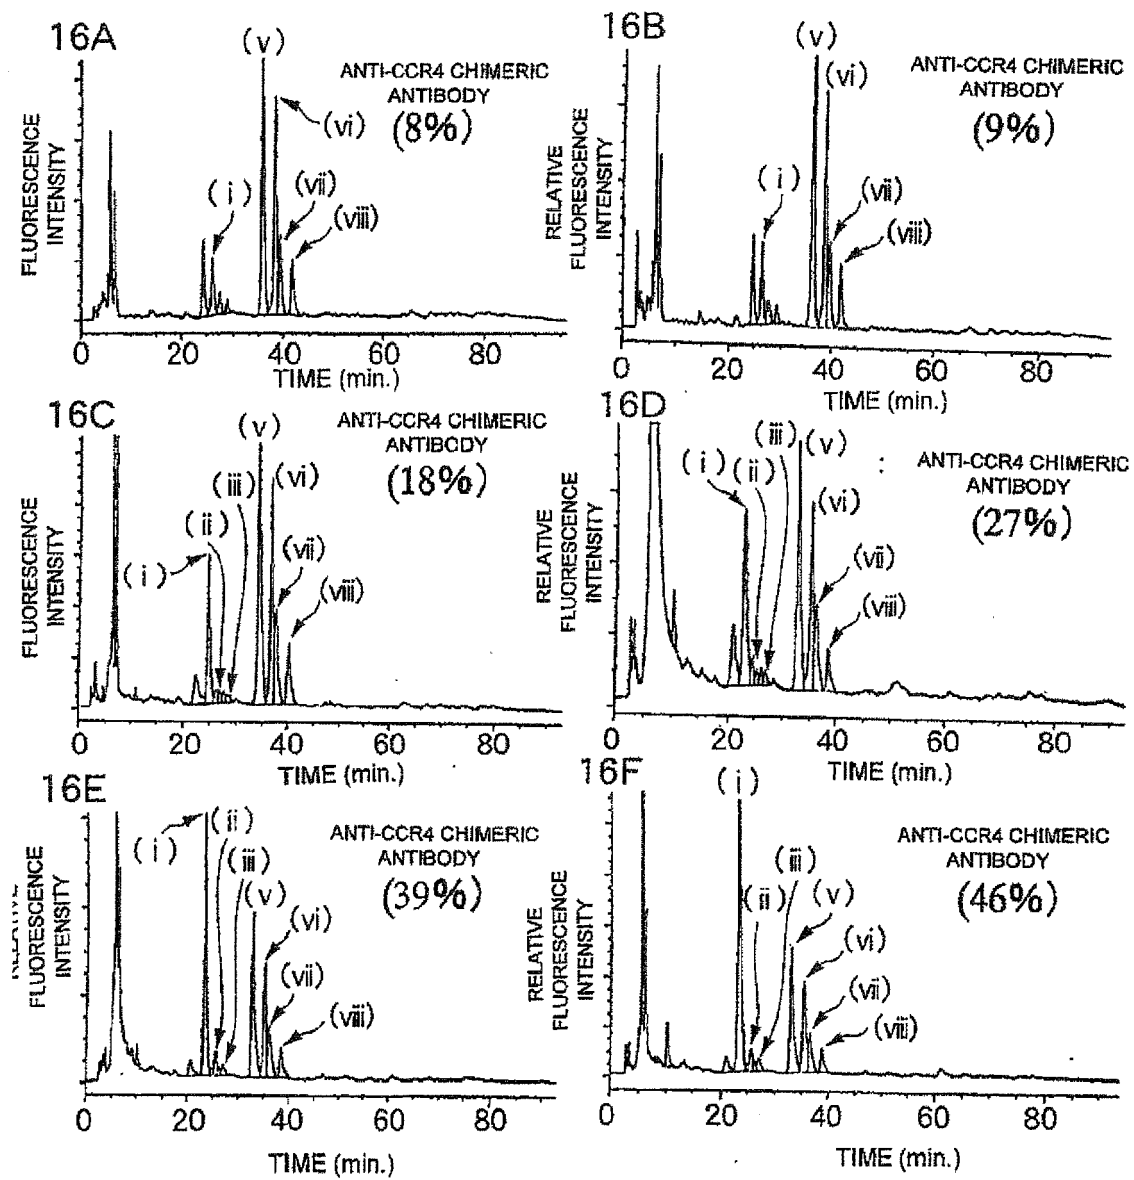 16A
(v)
ANTI-CCR4 CHIMERIC
ANTIBODY
(8%)
(vi)
(i)
(vii)
(viii)
FLUORESCENCE
INTENSITY
0 20 40 60 80
TIME (min.)
16B
(v)
(vi)
ANTI-CCR4 CHIMERIC
ANTIBODY
(9%)
(i)
(vii)
(viii)
RELATIVE
FLUORESCENCE
INTENSITY
0 20 40 60 80
TIME (min.)
16C
(v)
ANTI-CCR4 CHIMERIC
ANTIBODY
(18%)
(iii)
(vi)
(ii)
(i)
(vii)
(viii)
FLUORESCENCE
INTENSITY
0 20 40 60 80
TIME (min.)
16D
(iii)
(v)
(i)
(ii)
ANTI-CCR4 CHIMERIC
ANTIBODY
(27%)
(vi)
(vii)
(viii)
RELATIVE
FLUORESCENCE
INTENSITY
0 20 40 60 80
TIME (min.)
16E
(i)
(ii)
(iii)
(v)
ANTI-CCR4 CHIMERIC
ANTIBODY
(39%)
(vi)
(vii)
(viii)
RELATIVE
FLUORESCENCE
INTENSITY
0 20 40 60 80
TIME (min.)
16F
(i)
ANTI-CCR4 CHIMERIC
ANTIBODY
(46%)
(iii)
(ii)
(v)
(vi)
(vii)
(viii)
RELATIVE
FLUORESCENCE
INTENSITY
0 20 40 60 80
TIME (min.)